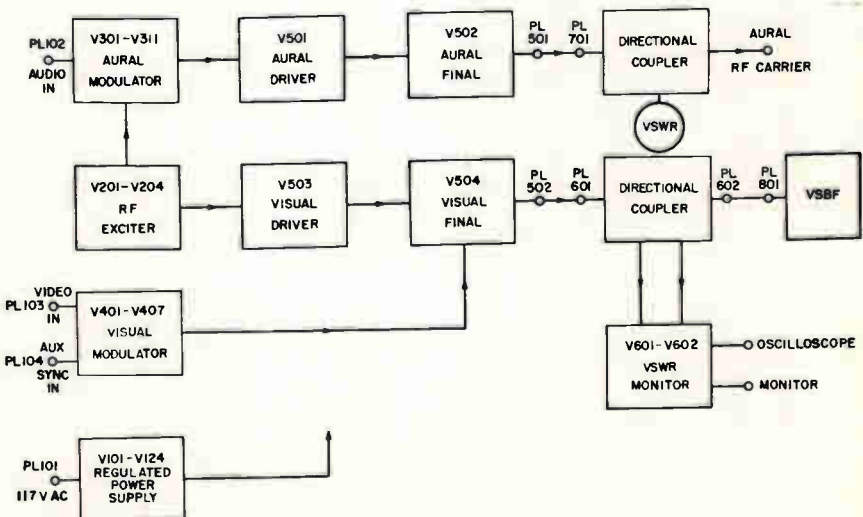 PL102
AUDIO
IN
V301-V311
AURAL
MODULATOR
V501
AURAL
DRIVER
V502
AURAL
FINAL
PL
501
PL
701
DIRECTIONAL
COUPLER
AURAL
RF CARRIER
VSWR
V201-V204
RF
EXCITER
V503
VISUAL
DRIVER
V504
VISUAL
FINAL
PL
502
PL
601
DIRECTIONAL
COUPLER
PL
602
PL
801
VSBF
VIDEO
PL103
IN
AUX
PL104
SYNC
IN
V401-V407
VISUAL
MODULATOR
V601-V602
VSWR
MONITOR
OSCILLOSCOPE
MONITOR
PL101
117V AC
V101-V124
REGULATED
POWER
SUPPLY